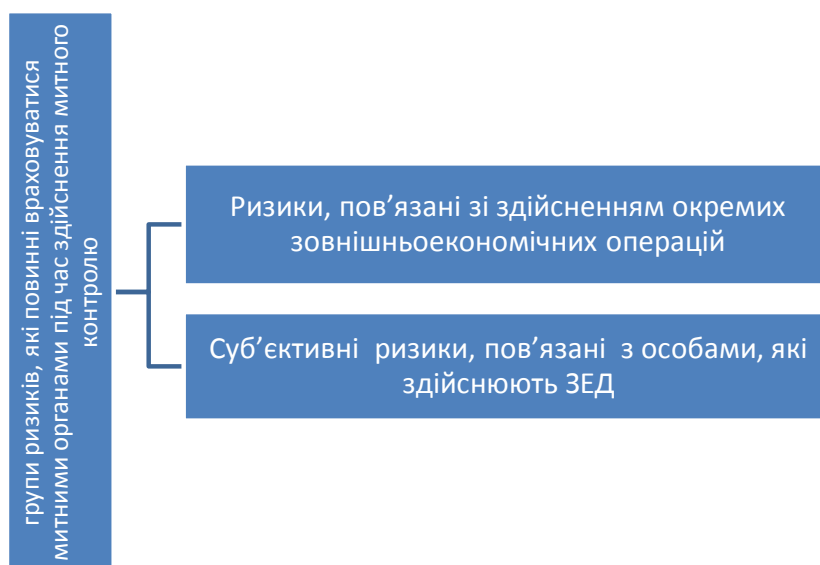 групи ризиків, які повинні враховуватися
митними органами під час здійснення митного
контролю
Ризики, пов’язані зі здійсненням окремих
зовнішньоекономічних операцій
Суб’єктивні ризики, пов’язані з особами, які
здійснюють ЗЕД